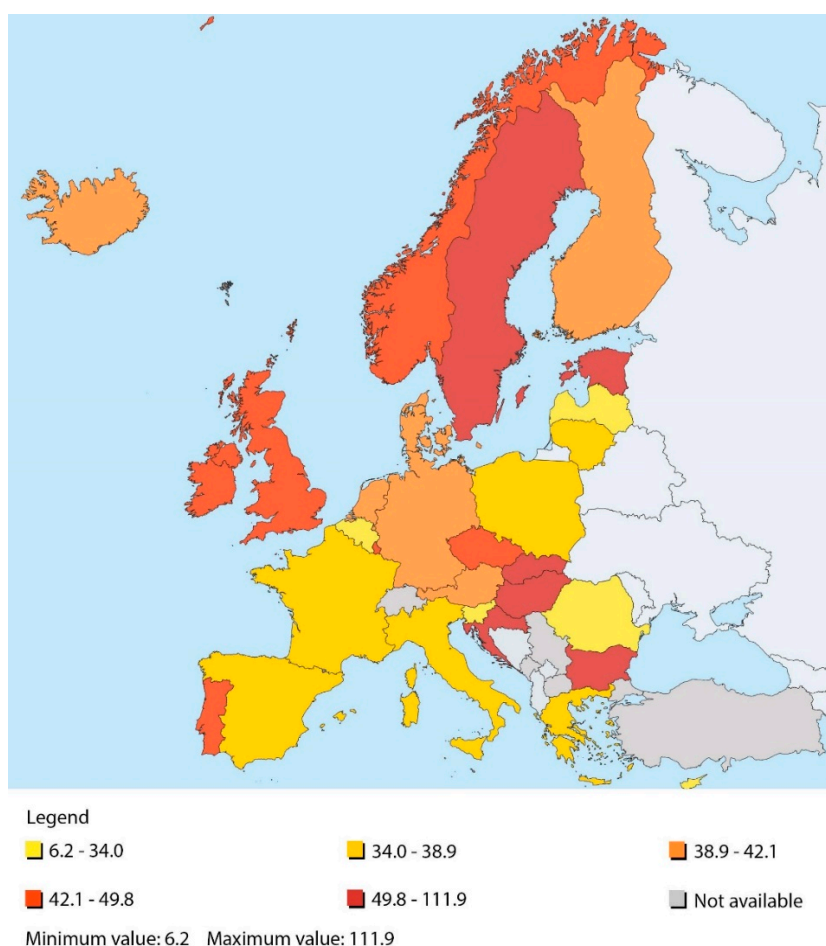 Legend
6.2 - 34.0
34.0 - 38.9
38.9 - 42.1
42.1 - 49.8
49.8 - 111.9
Not available
Minimum value: 6.2 Maximum value: 111.9